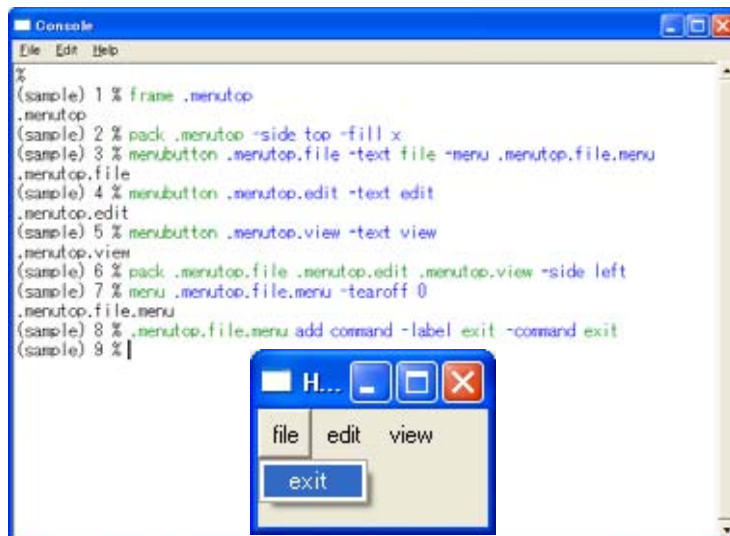 Console
File Edit Help
%
(sample) 1 % frame .menutop
.menutop
(sample) 2 % pack .menutop -side top -fill x
(sample) 3 % menubutton .menutop.file -text file -menu .menutop.file.menu
.menutop.file
(sample) 4 % menubutton .menutop.edit -text edit
.menutop.edit
(sample) 5 % menubutton .menutop.view -text view
.menutop.view
(sample) 6 % pack .menutop.file .menutop.edit .menutop.view -side left
(sample) 7 % menu .menutop.file.menu -tearoff 0
.menutop.file.menu
(sample) 8 % .menutop.file.menu add command -label exit -command exit
(sample) 9 %
H...
file edit view
exit